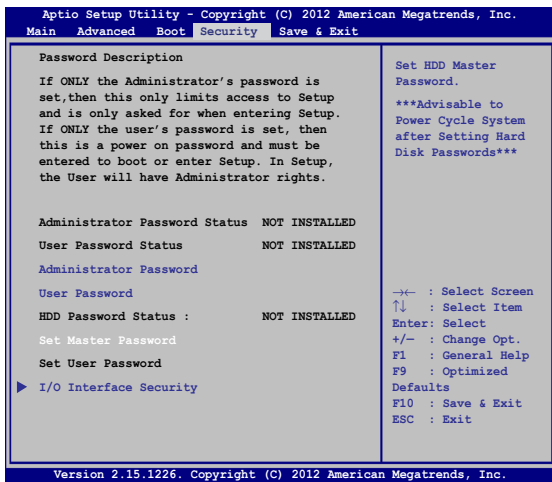 Aptio Setup Utility - Copyright (C) 2012 American Megatrends, Inc.
Main Advanced Boot Security Save & Exit
Password Description
If ONLY the Administrator's password is
set,then this only limits access to Setup
and is only asked for when entering Setup.
If ONLY the user's password is set, then
this is a power on password and must be
entered to boot or enter Setup. In Setup,
the User will have Administrator rights.
Administrator Password Status NOT INSTALLED
User Password Status NOT INSTALLED
Administrator Password
User Password
HDD Password Status : NOT INSTALLED
Set Master Password
Set User Password
I/O Interface Security
Set HDD Master
Password.
***Advisable to
Power Cycle System
after Setting Hard
Disk Passwords***
→← : Select Screen
↑↓ : Select Item
Enter: Select
+/— : Change Opt.
F1 : General Help
F9 : Optimized
Defaults
F10 : Save & Exit
ESC : Exit
Version 2.15.1226. Copyright (C) 2012 American Megatrends, Inc.